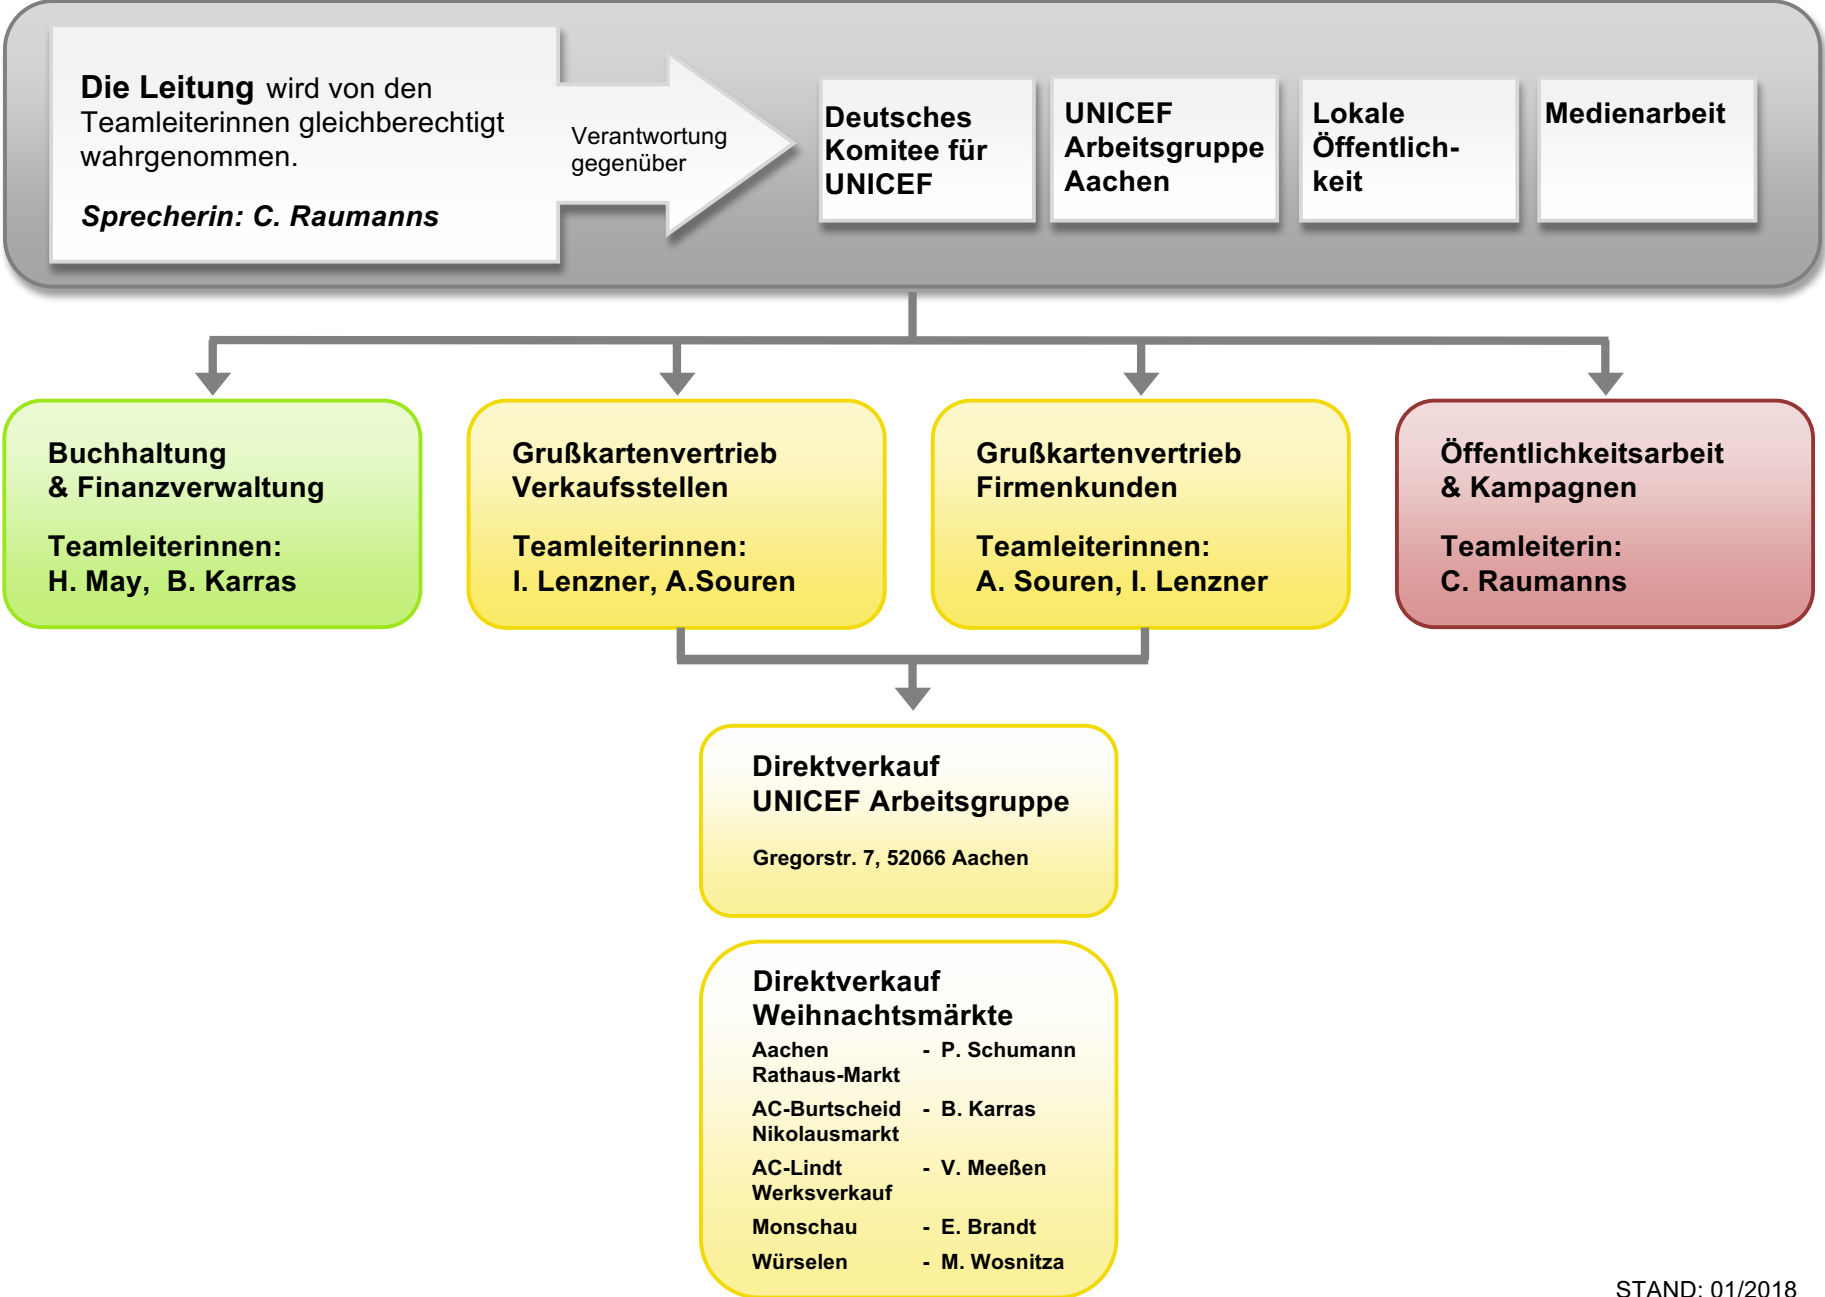 Die Leitung wird von den
Teamleiterinnen gleichberechtigt
wahrgenommen.
Sprecherin: C. Raumanns
Verantwortung
gegenüber
Deutsches
Komitee für
UNICEF
UNICEF
Arbeitsgruppe
Aachen
Lokale
Öffentlich-
keit
Medienarbeit
Buchhaltung
& Finanzverwaltung
Teamleiterinnen:
H. May, B. Karras
Grußkartenvertrieb
Verkaufsstellen
Teamleiterinnen:
I. Lenzner, A.Souren
Grußkartenvertrieb
Firmenkunden
Teamleiterinnen:
A. Souren, I. Lenzner
Öffentlichkeitsarbeit
& Kampagnen
Teamleiterin:
C. Raumanns
Direktverkauf
UNICEF Arbeitsgruppe
Gregorstr. 7, 52066 Aachen
Direktverkauf
Weihnachtsmärkte
Aachen - P. Schumann
Rathaus-Markt
AC-Burtscheid - B. Karras
Nikolausmarkt
AC-Lindt - V. Meeßen
Werksverkauf
Monschau - E. Brandt
Würselen - M. Wosnitza
STAND: 01/2018